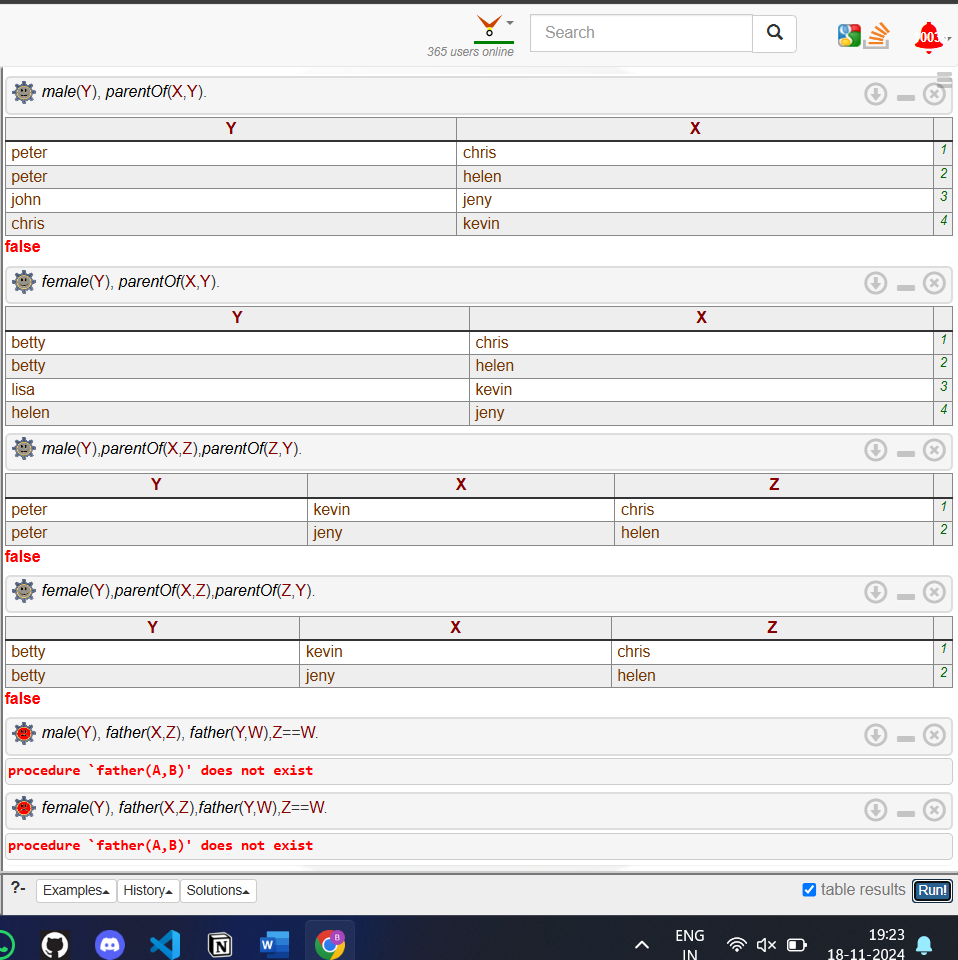 Search
365 users online
003
male(Y), parentOf(X,Y).
Y X
peter chris 1
peter helen 2
john jeny 3
chris kevin 4
false
female(Y), parentOf(X,Y).
Y X
betty chris 1
betty helen 2
lisa kevin 3
helen jeny 4
male(Y),parentOf(X,Z),parentOf(Z,Y).
Y X Z
peter kevin chris 1
peter jeny helen 2
false
female(Y),parentOf(X,Z),parentOf(Z,Y).
Y X Z
betty kevin chris 1
betty jeny helen 2
false
male(Y), father(X,Z), father(Y,W),Z==W.
procedure `father(A,B)' does not exist
female(Y), father(X,Z),father(Y,W),Z==W.
procedure `father(A,B)' does not exist
?- Examples History Solutions table results Run!
W B ENG 19:23
IN 18-11-2024